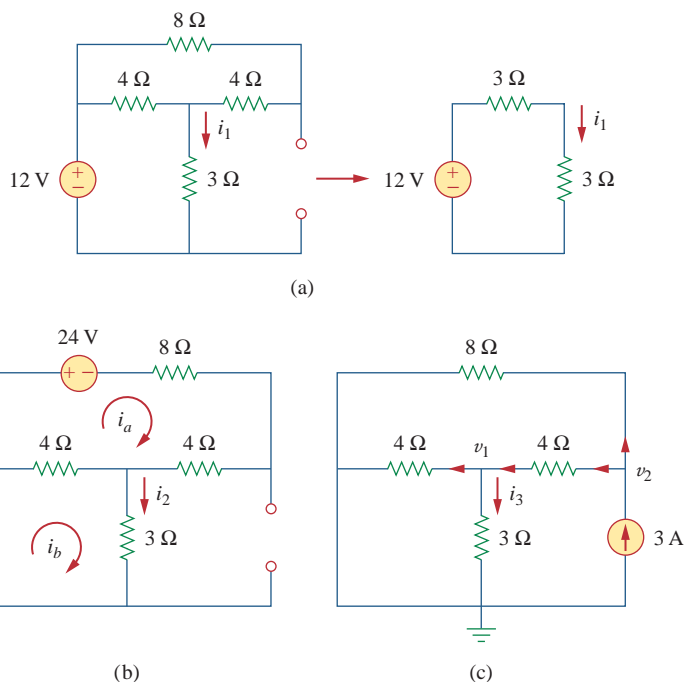 8 Ω
4 Ω 4 Ω 3 Ω
i1 i1
12 V + − 3 Ω 12 V + − 3 Ω
(a)
24 V
+ − 8 Ω 8 Ω
ia
4 Ω 4 Ω 4 Ω v1 4 Ω
i2 i3 v2
ib 3 Ω 3 Ω 3 A
(b) (c)